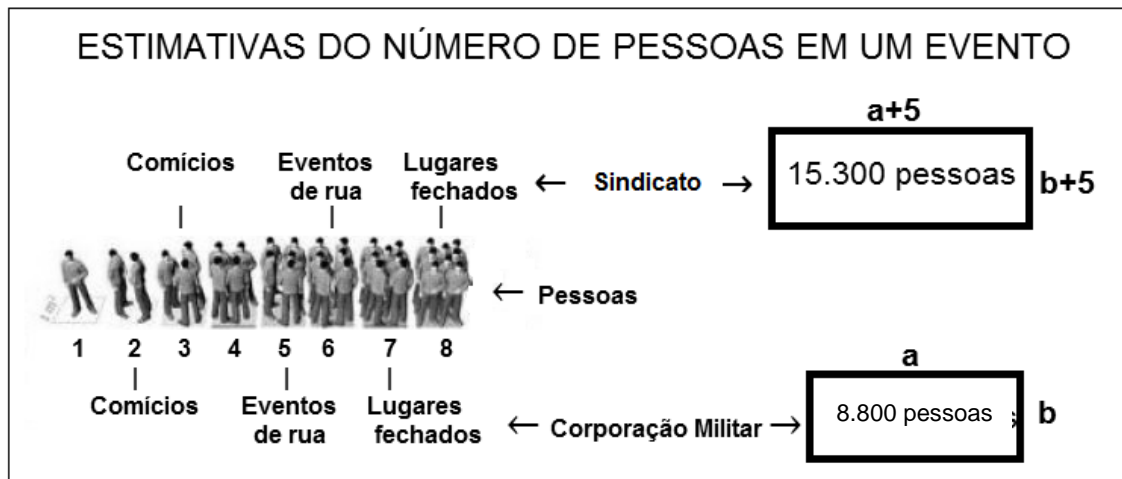 ESTIMATIVAS DO NÚMERO DE PESSOAS EM UM EVENTO
a+5
Comícios
Eventos
de rua
Lugares
fechados
← Sindicato →
15.300 pessoas
b+5
← Pessoas
1 2 3 4 5 6 7 8
a
Comícios
Eventos
de rua
Lugares
fechados
← Corporação Militar →
8.800 pessoas
b